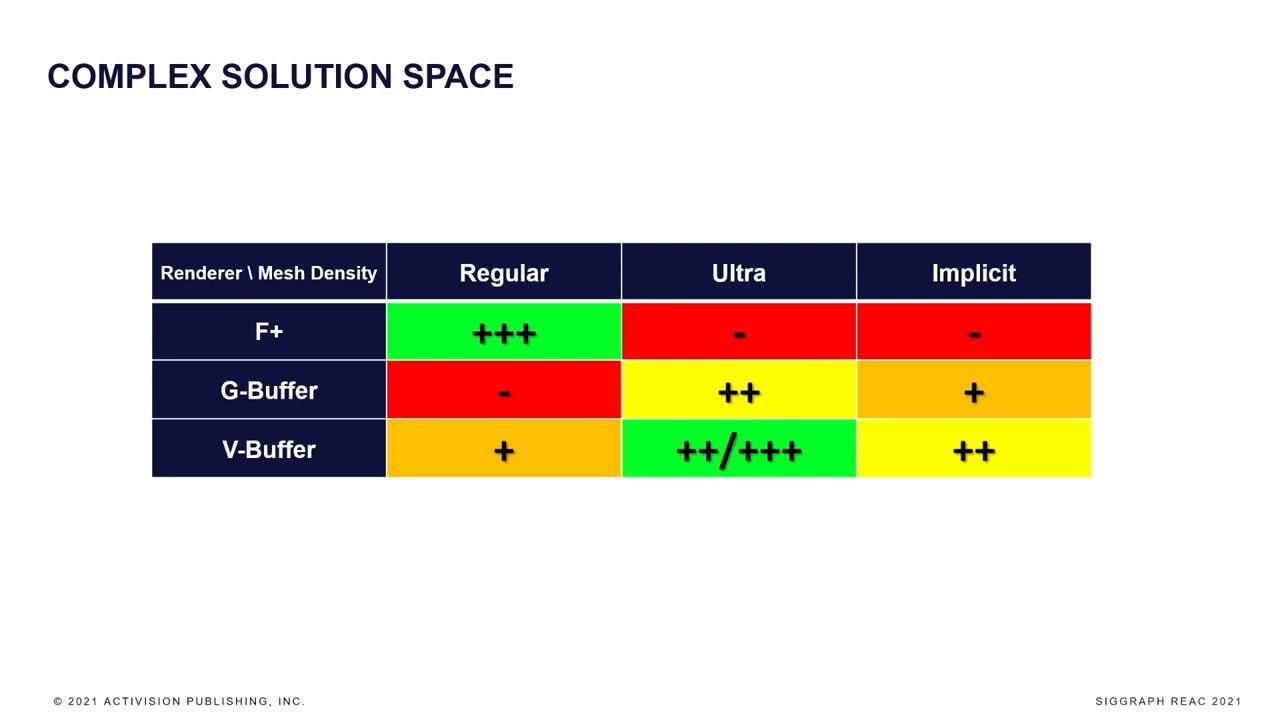 COMPLEX SOLUTION SPACE
Renderer \ Mesh Density Regular Ultra Implicit
F+ +++ - -
G-Buffer - ++ +
V-Buffer + ++/+++ ++
© 2021 ACTIVISION PUBLISHING, INC. SIGGRAPH REAC 2021